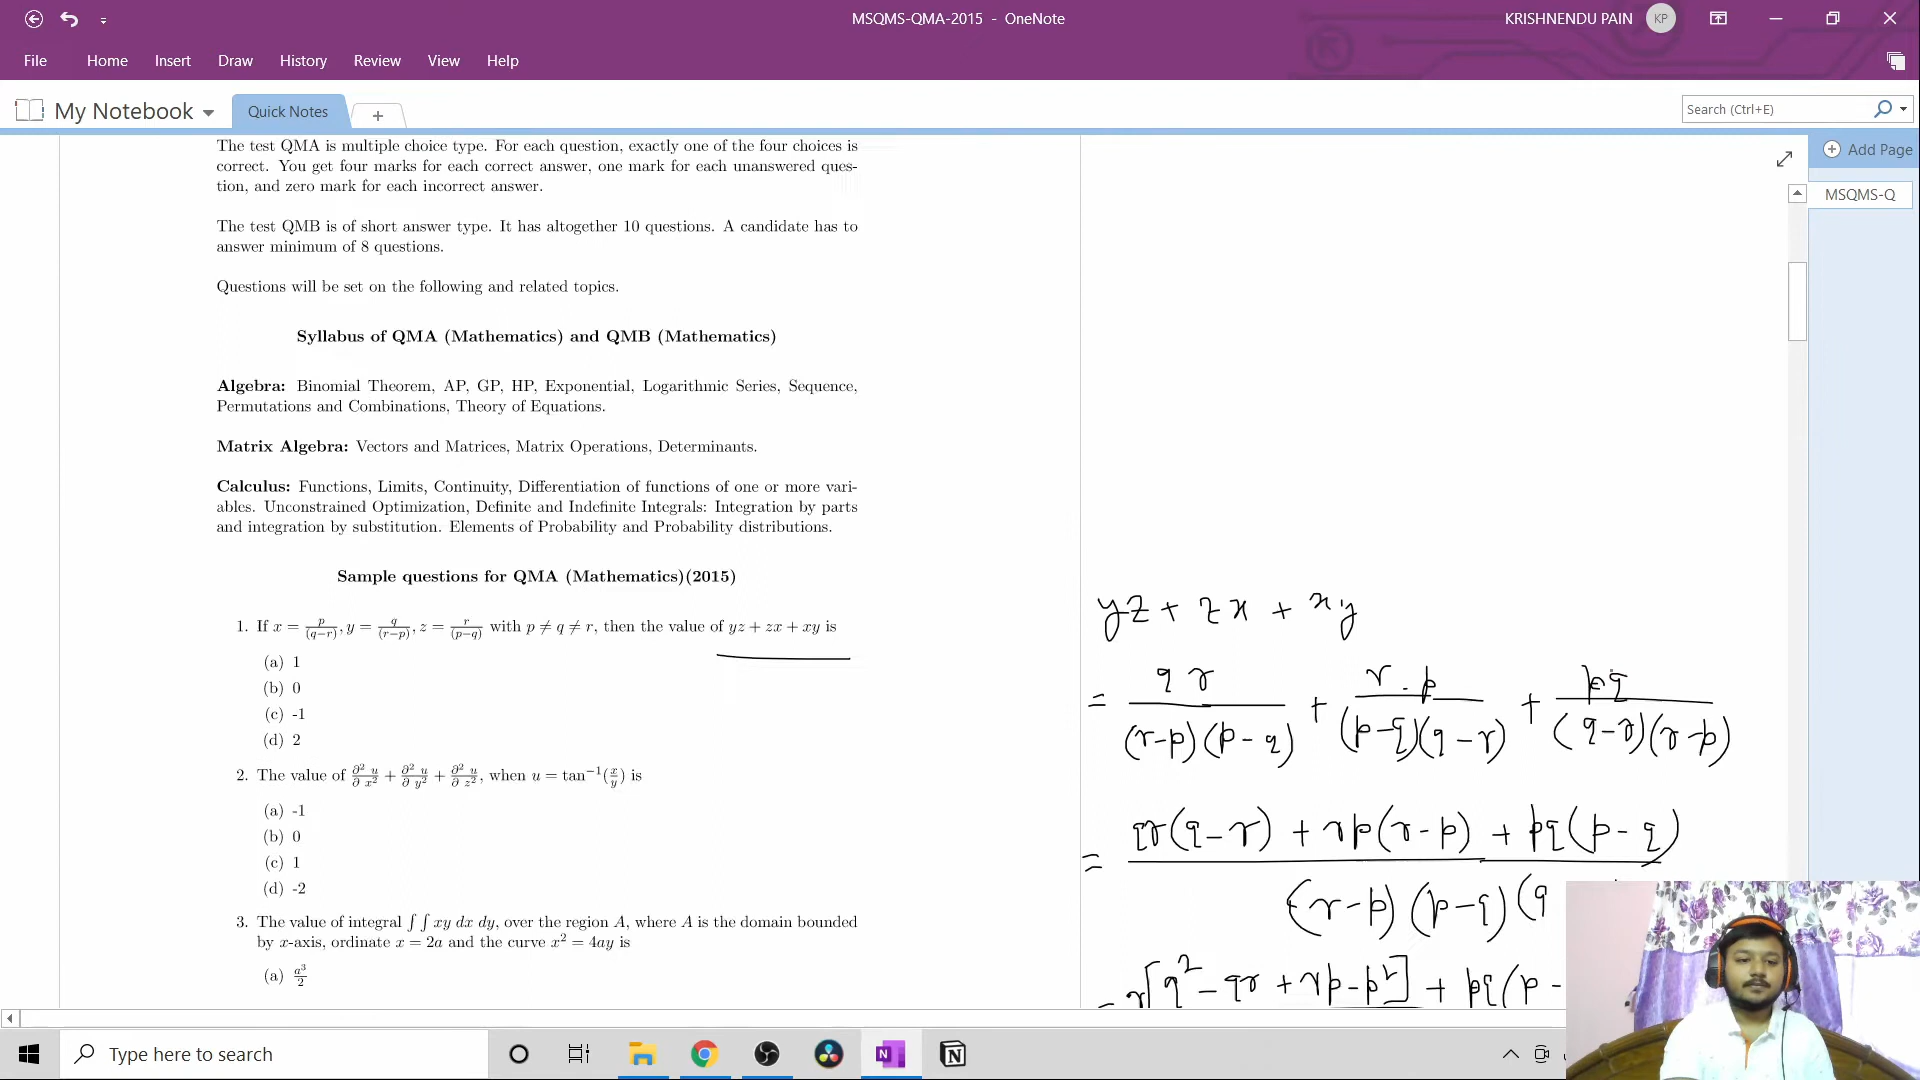 MSQMS-QMA-2015 - OneNote
KRISHNENDU PAIN KP
File Home Insert Draw History Review View Help
My Notebook Quick Notes +
Search (Ctrl+E)
Add Page
MSQMS-Q
The test QMA is multiple choice type. For each question, exactly one of the four choices is
correct. You get four marks for each correct answer, one mark for each unanswered ques-
tion, and zero mark for each incorrect answer.
The test QMB is of short answer type. It has altogether 10 questions. A candidate has to
answer minimum of 8 questions.
Questions will be set on the following and related topics.
Syllabus of QMA (Mathematics) and QMB (Mathematics)
Algebra: Binomial Theorem, AP, GP, HP, Exponential, Logarithmic Series, Sequence,
Permutations and Combinations, Theory of Equations.
Matrix Algebra: Vectors and Matrices, Matrix Operations, Determinants.
Calculus: Functions, Limits, Continuity, Differentiation of functions of one or more vari-
ables. Unconstrained Optimization, Definite and Indefinite Integrals: Integration by parts
and integration by substitution. Elements of Probability and Probability distributions.
Sample questions for QMA (Mathematics)(2015)
1. If x = p/(q−r), y = q/(r−p), z = r/(p−q) with p ≠ q ≠ r, then the value of yz + zx + xy is
(a) 1
(b) 0
(c) -1
(d) 2
2. The value of ∂² u/∂ x² + ∂² u/∂ y² + ∂² u/∂ z², when u = tan⁻¹(x/y) is
(a) -1
(b) 0
(c) 1
(d) -2
3. The value of integral ∫ ∫ xy dx dy, over the region A, where A is the domain bounded
by x-axis, ordinate x = 2a and the curve x² = 4ay is
(a) a³/2
yz + zx + xy
= qr/(r-p)(p-q) + r.p/(p-q)(q-r) + pq/(q-r)(r-p)
= qr(q-r) + rp(r-p) + pq(p-q)
(r-p)(p-q)(q
= r[q² - qr + rp - p²] + pq(p -
Type here to search